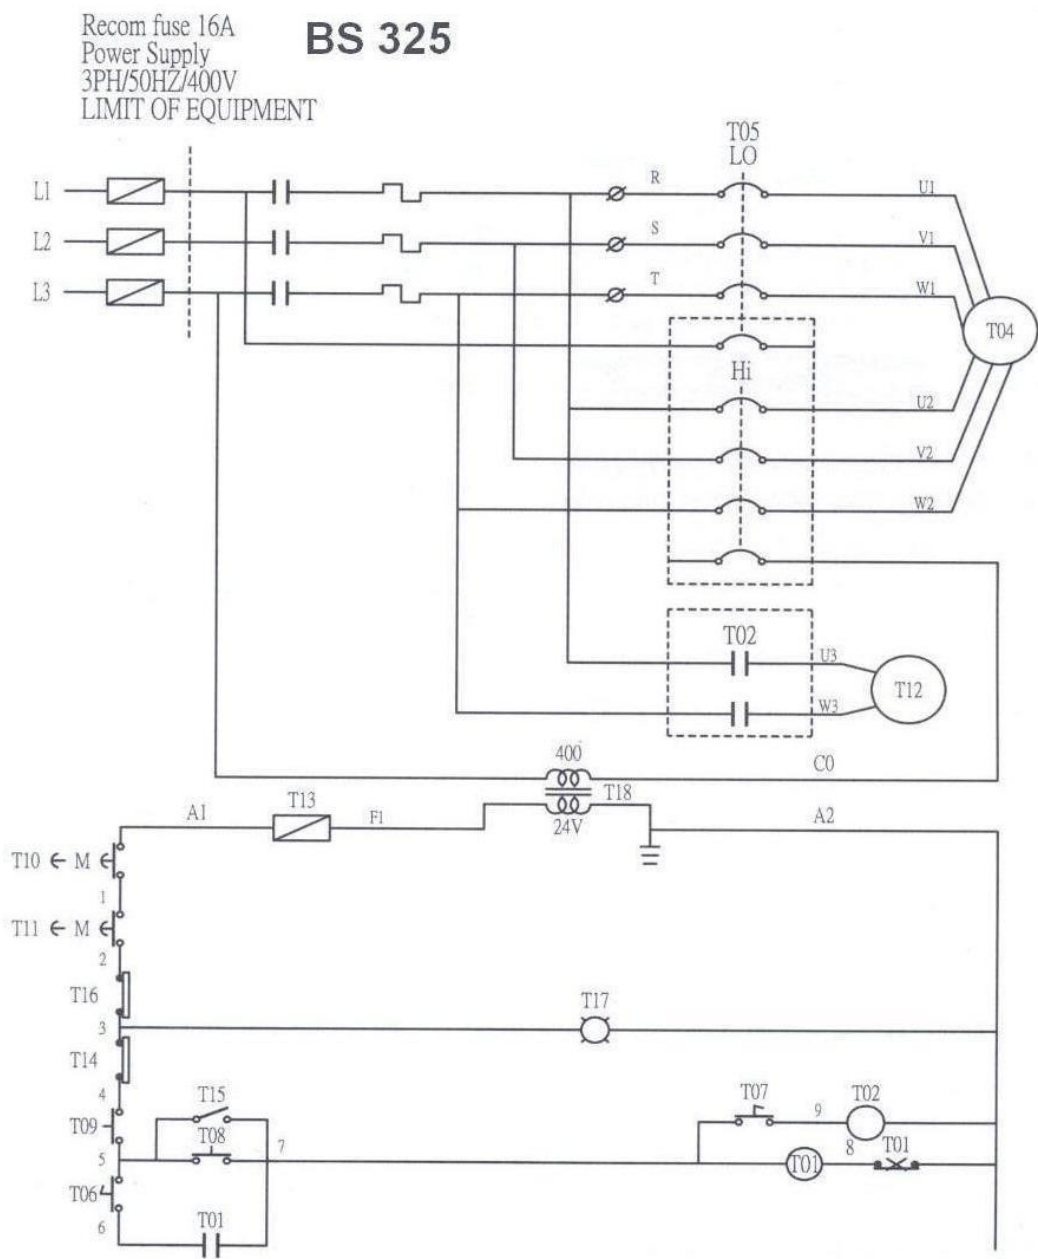 Recom fuse 16A
BS 325
Power Supply
3PH/50HZ/400V
LIMIT OF EQUIPMENT
T05
LO
L1
R
U1
L2
S
V1
L3
T
W1
T04
Hi
U2
V2
W2
T02
U3
T12
W3
400
C0
T18
24V
A1
T13
F1
A2
T10
M
1
T11
M
2
T16
T17
3
T14
4
T15
T07
T02
9
T09
T08
5
7
T01
8
T01
T06
6
T01